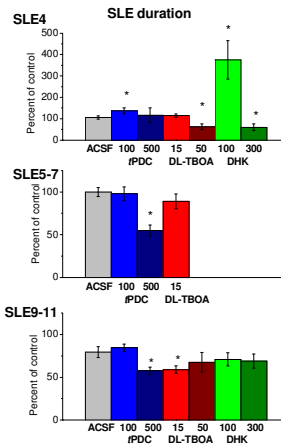 SLE duration
SLE4
Percent of control
500
400
300
200
100
0
* * * *
ACSF 100 500 15 50 100 300
tPDC DL-TBOA DHK
SLE5-7
Percent of control
100
50
0
*
ACSF 100 500 15
tPDC DL-TBOA
SLE9-11
Percent of control
150
100
50
0
* *
ACSF 100 500 15 50 100 300
tPDC DL-TBOA DHK